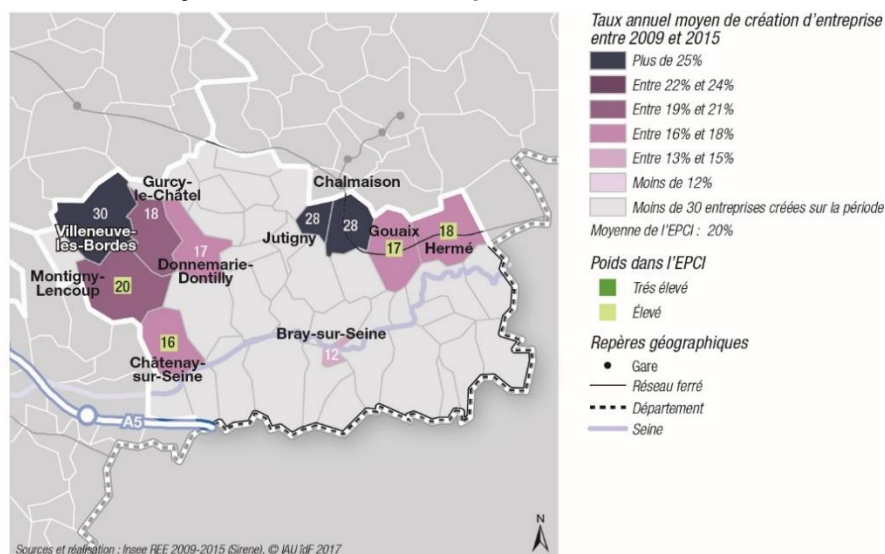 Taux annuel moyen de création d'entreprise
entre 2009 et 2015
Plus de 25%
Entre 22% et 24%
Entre 19% et 21%
Entre 16% et 18%
Entre 13% et 15%
Moins de 12%
Moins de 30 entreprises créées sur la période
Moyenne de l'EPCI : 20%
Poids dans l'EPCI
Trés élevé
Élevé
Repères géographiques
Gare
Réseau ferré
Département
Seine
Gurcy-
le-Châtel
18
30
Villeneuve-
les-Bordes
17
Donnemarie-
Dontilly
Montigny-
Lencoup
20
16
Châtenay-
sur-Seine
Chalmaison
28
28
Jutigny
Gouaix
17
18
Hermé
Bray-sur-Seine
12
A5
N
Sources et réalisation : Insee REE 2009-2015 (Sirene), © IAU îdF 2017